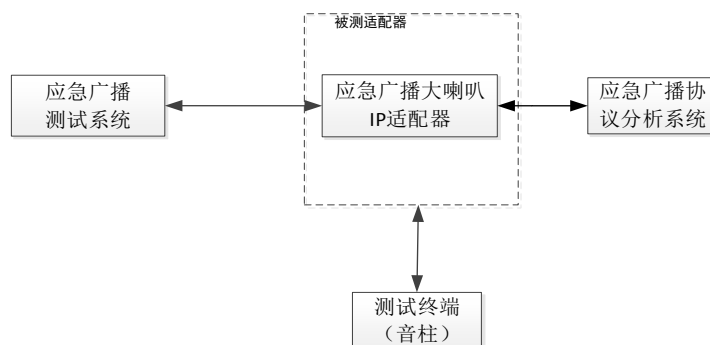 被测适配器
应急广播
测试系统
应急广播大喇叭
IP适配器
应急广播协
议分析系统
测试终端
（音柱）